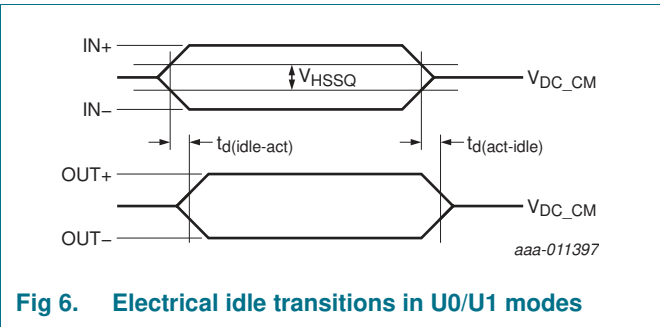 IN+
VHSSQ
VDC_CM
IN−
td(idle-act)
td(act-idle)
OUT+
VDC_CM
OUT−
aaa-011397
Fig 6. Electrical idle transitions in U0/U1 modes